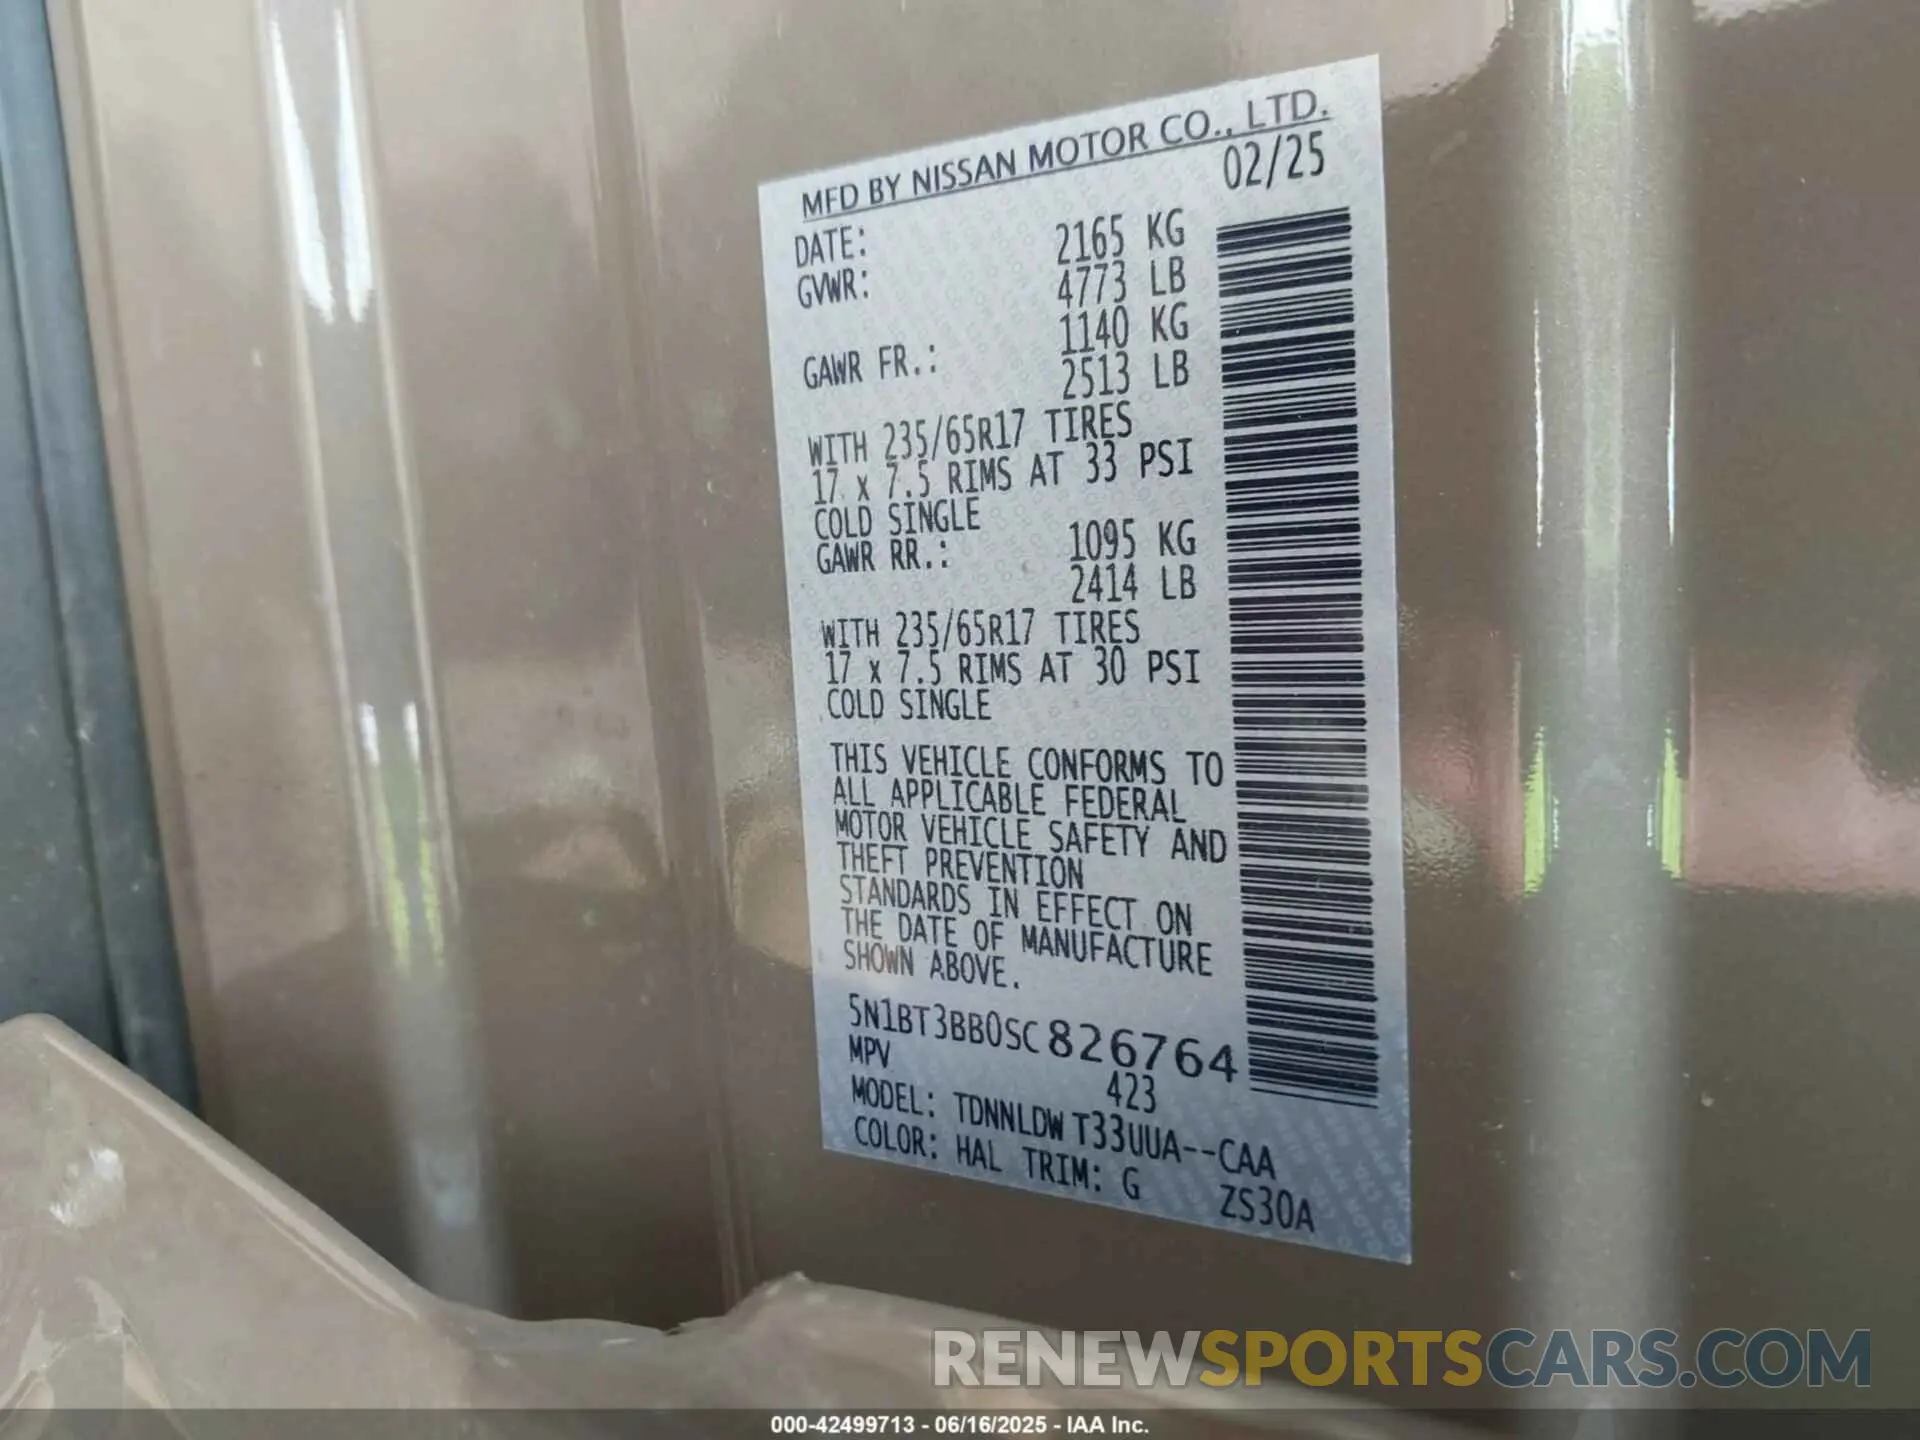 MFD BY NISSAN MOTOR CO., LTD.
DATE: 02/25
GVWR: 2165 KG
4773 LB
GAWR FR.: 1140 KG
2513 LB
WITH 235/65R17 TIRES
17 x 7.5 RIMS AT 33 PSI
COLD SINGLE
GAWR RR.: 1095 KG
2414 LB
WITH 235/65R17 TIRES
17 x 7.5 RIMS AT 30 PSI
COLD SINGLE
THIS VEHICLE CONFORMS TO
ALL APPLICABLE FEDERAL
MOTOR VEHICLE SAFETY AND
THEFT PREVENTION
STANDARDS IN EFFECT ON
THE DATE OF MANUFACTURE
SHOWN ABOVE.
5N1BT3BB0SC826764
MPV 423
MODEL: TDNNLDW T33UUA--CAA
COLOR: HAL TRIM: G ZS30A
RENEWSPORTSCARS.COM
000-42499713 - 06/16/2025 - IAA Inc.